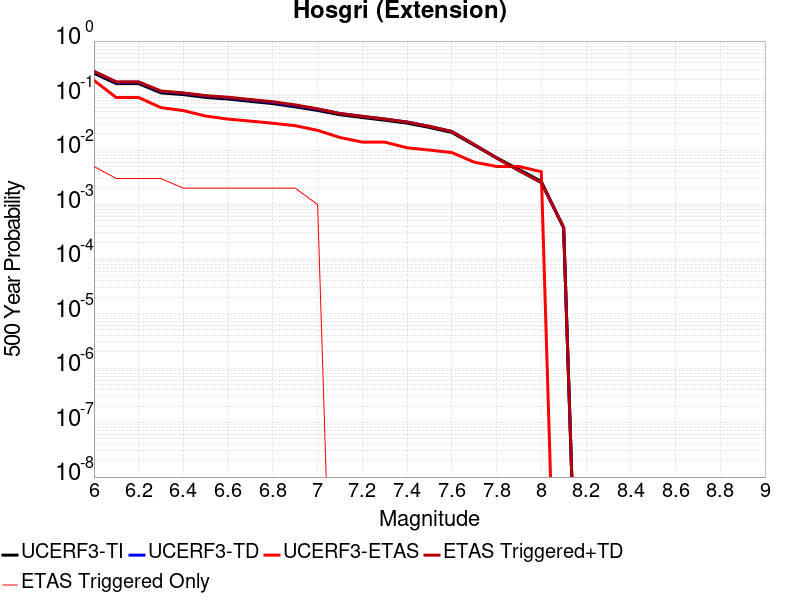 Hosgri (Extension)
10^0
10^-1
10^-2
10^-3
10^-4
10^-5
10^-6
10^-7
10^-8
500 Year Probability
6 6.2 6.4 6.6 6.8 7 7.2 7.4 7.6 7.8 8 8.2 8.4 8.6 8.8 9
Magnitude
UCERF3-TI UCERF3-TD UCERF3-ETAS ETAS Triggered+TD
ETAS Triggered Only